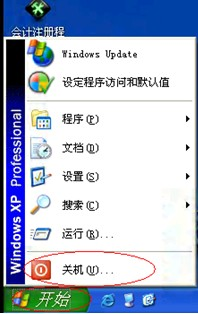 会计注册程
Windows Update
设定程序访问和默认值
程序(P)
文档(D)
设置(S)
搜索(C)
运行(R)...
关机(U)...
Windows XP Professional
开始